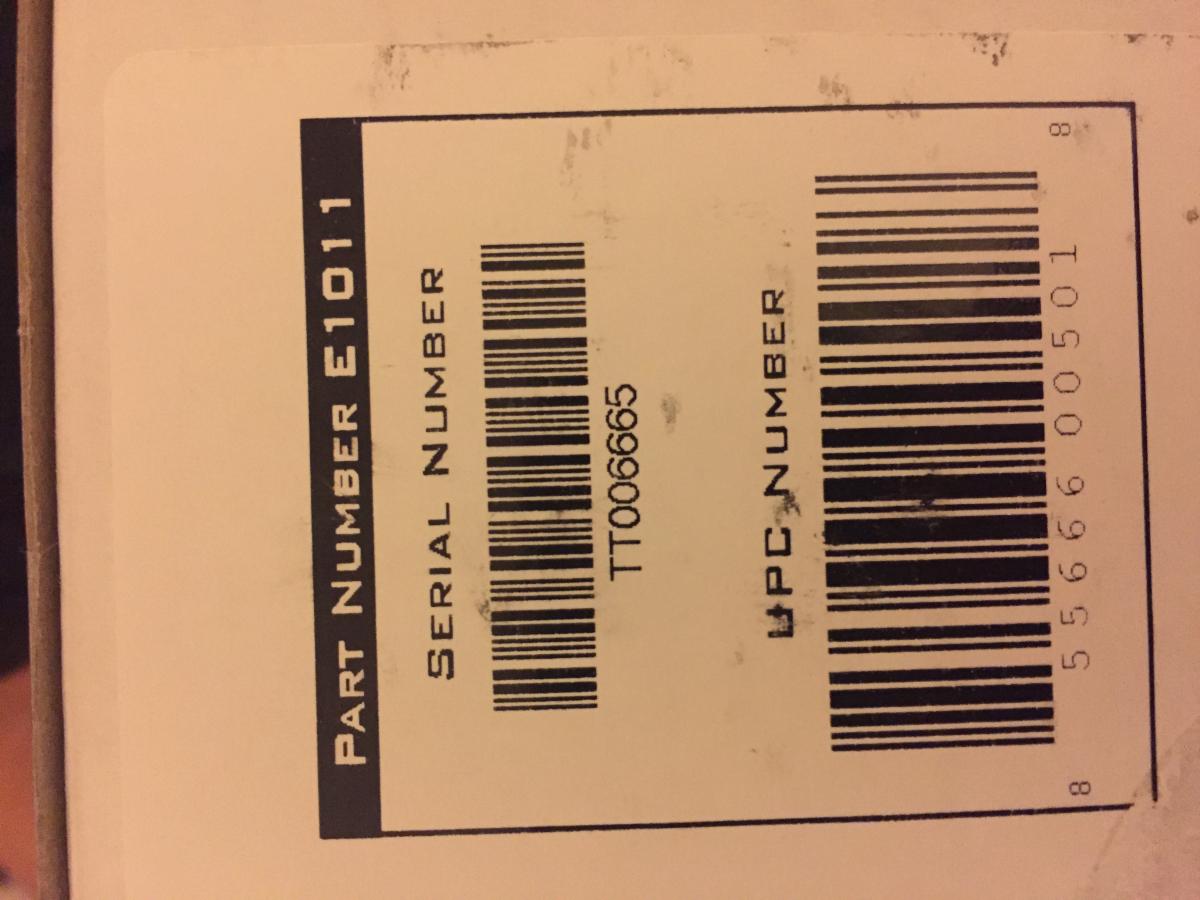 PART NUMBER E1011
SERIAL NUMBER
TT006665
UPC NUMBER
8 55666 00501 8